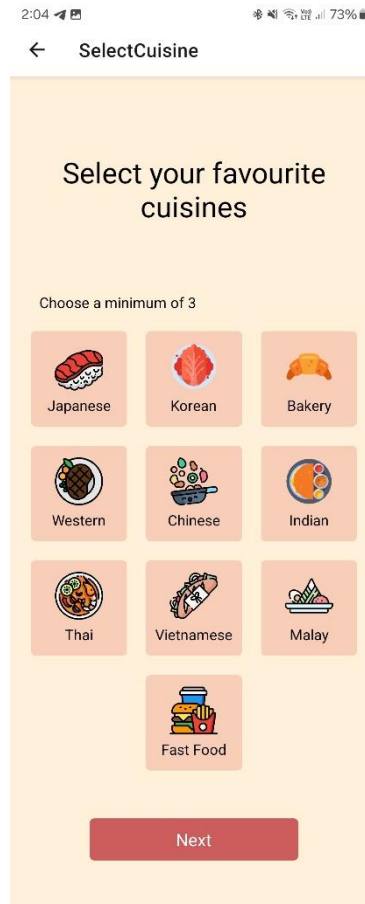 2:04 73%
SelectCuisine
Select your favourite
cuisines
Choose a minimum of 3
Japanese Korean Bakery
Western Chinese Indian
Thai Vietnamese Malay
Fast Food
Next